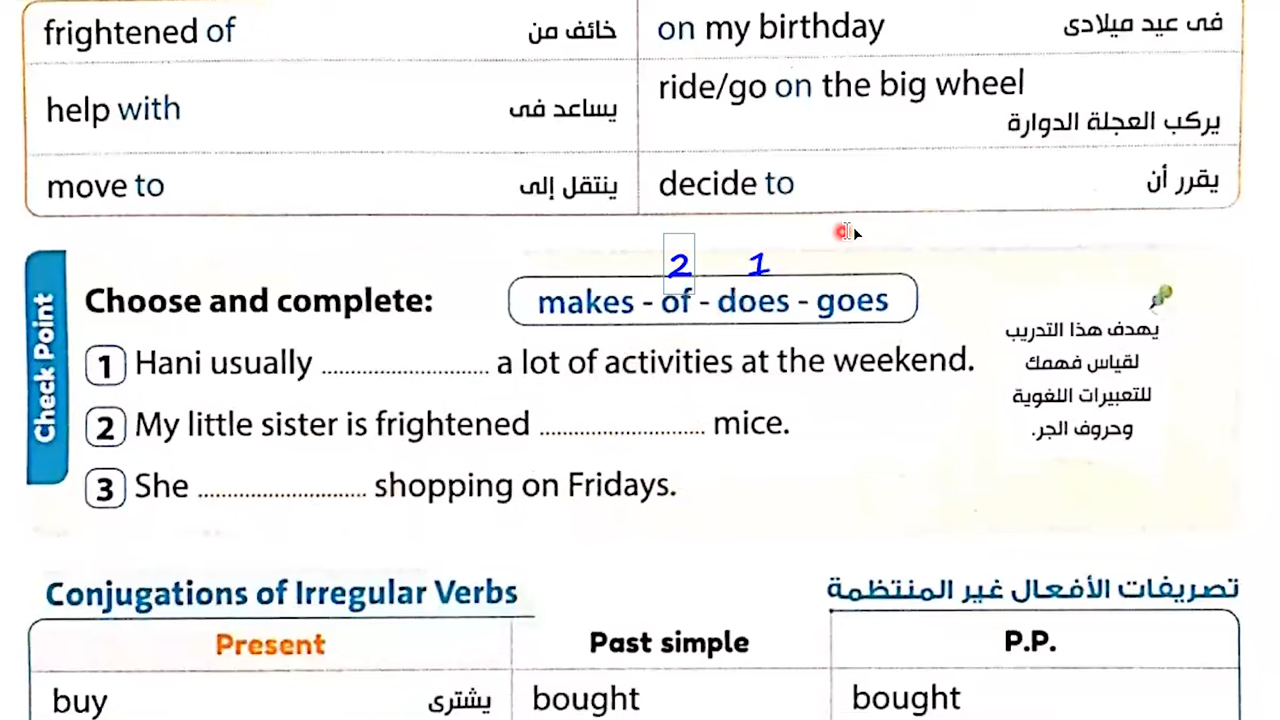 frightened of خائف من
on my birthday فى عيد ميلادى
help with يساعد فى
ride/go on the big wheel
يركب العجلة الدوارة
move to ينتقل إلى
decide to يقرر أن
2 1
Check Point
Choose and complete: makes - of - does - goes
1 Hani usually ............................ a lot of activities at the weekend.
2 My little sister is frightened ............................ mice.
3 She ............................ shopping on Fridays.
يهدف هذا التدريب
لقياس فهمك
للتعبيرات اللغوية
وحروف الجر.
Conjugations of Irregular Verbs تصريفات الأفعال غير المنتظمة
Present Past simple P.P.
buy يشترى bought bought